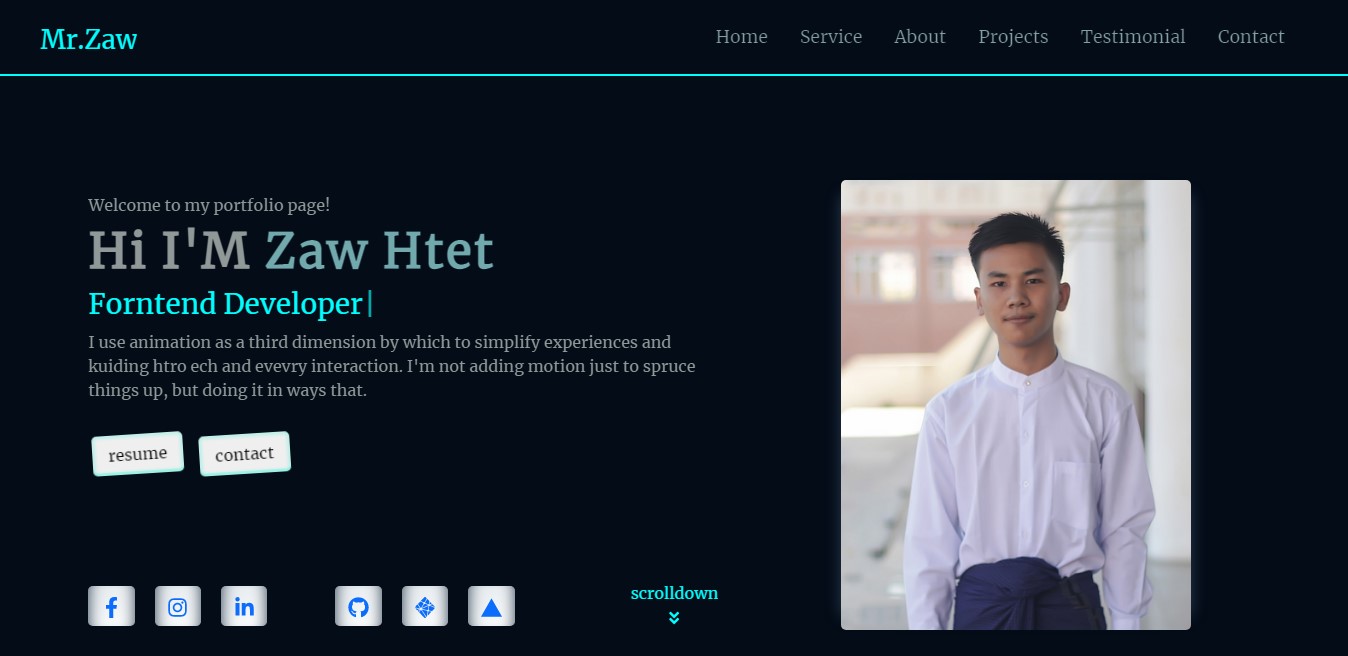 Mr.Zaw
Home Service About Projects Testimonial Contact
Welcome to my portfolio page!
Hi I'M Zaw Htet
Forntend Developer|
I use animation as a third dimension by which to simplify experiences and
kuiding htro ech and evevry interaction. I'm not adding motion just to spruce
things up, but doing it in ways that.
resume contact
scrolldown